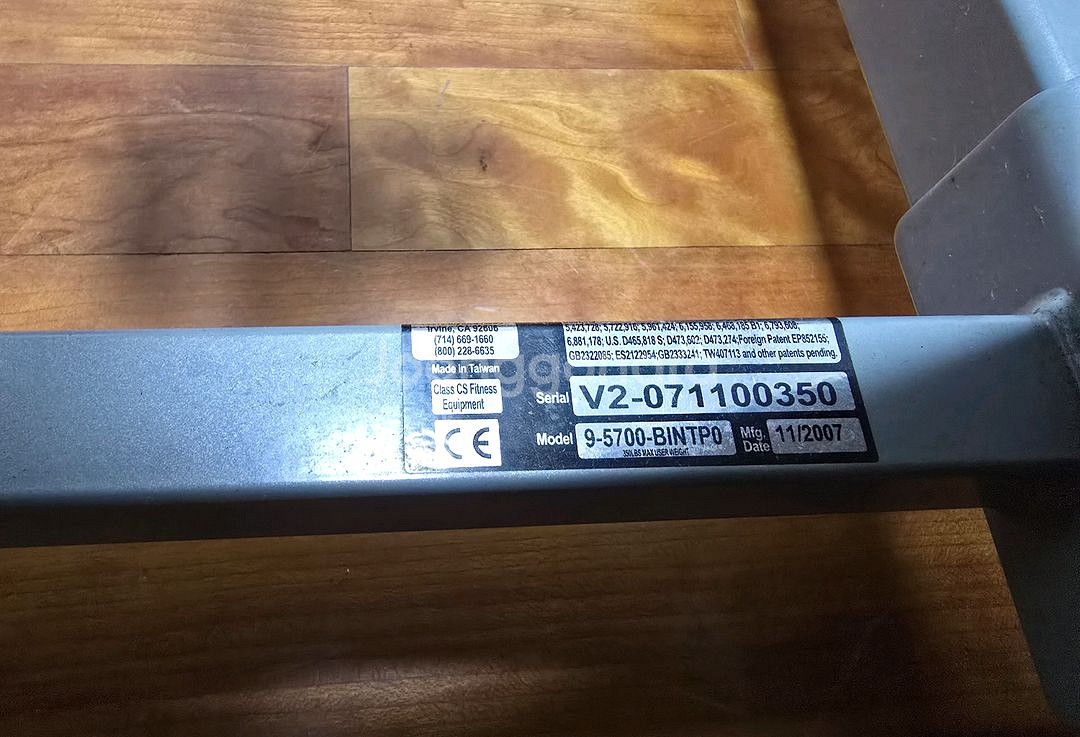 Irvine, CA 92606
(714) 669-1660
(800) 228-6635
Made in Taiwan
Class CS Fitness
Equipment
CE
5,423,728; 5,722,916; 5,961,424; 6,155,958; 6,468,185 B1; 6,793,608;
6,881,178; U.S. D465,818 S; D473,602; D473,274;Foreign Patent EP852155;
GB2322085; ES2122954;GB2333241; TW407113 and other patents pending.
Serial V2-071100350
Model 9-5700-BINTP0
350LBS MAX USER WEIGHT
Mfg. Date 11/2007